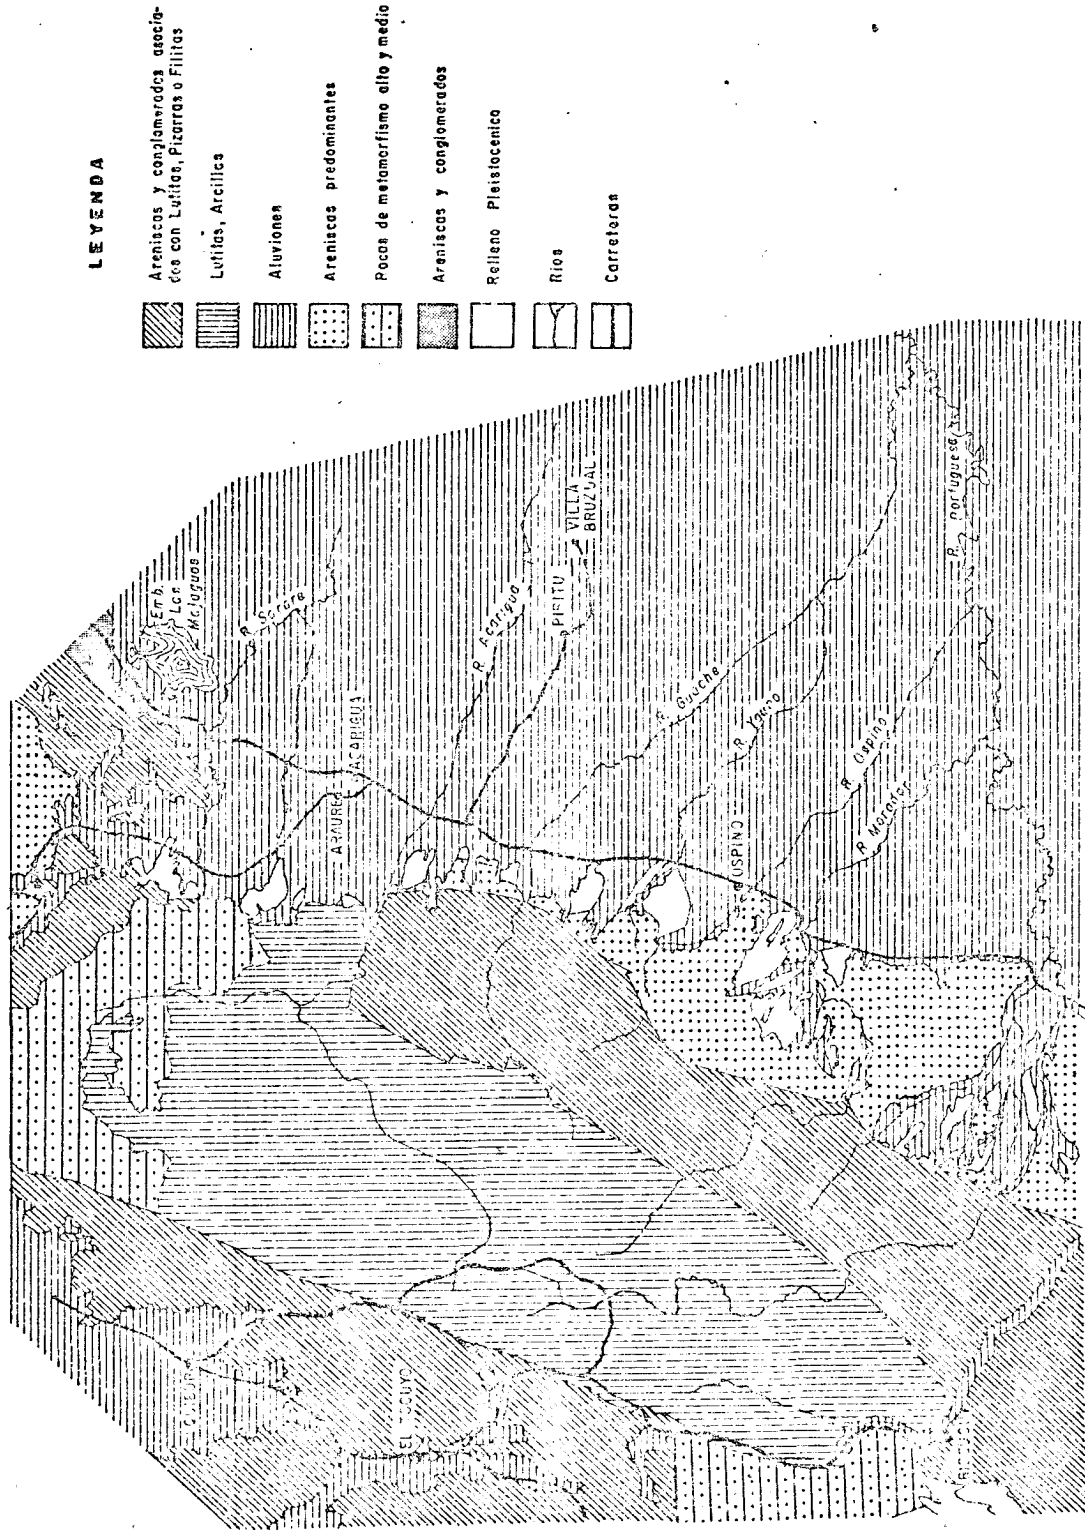 LEYENDA
Areniscas y conglomerados asocia-
dos con Lutitas, Pizarras o Filitas
Lutitas, Arcillas
Aluviones
Areniscas predominantes
Pocas de metamorfismo alto y medio
Areniscas y conglomerados
Relleno Pleistocenico
Rios
Carreteras
Emb.
Las
Majaguas
R. Sarare
ARAURE
ACARIGUA
R. Acarigua
PIRITU
VILLA
BRUZUAL
R. Guache
R. Yguno
OSPINO
R. Ospino
R. Morador
R. Portuguesa
EL TOCUYO